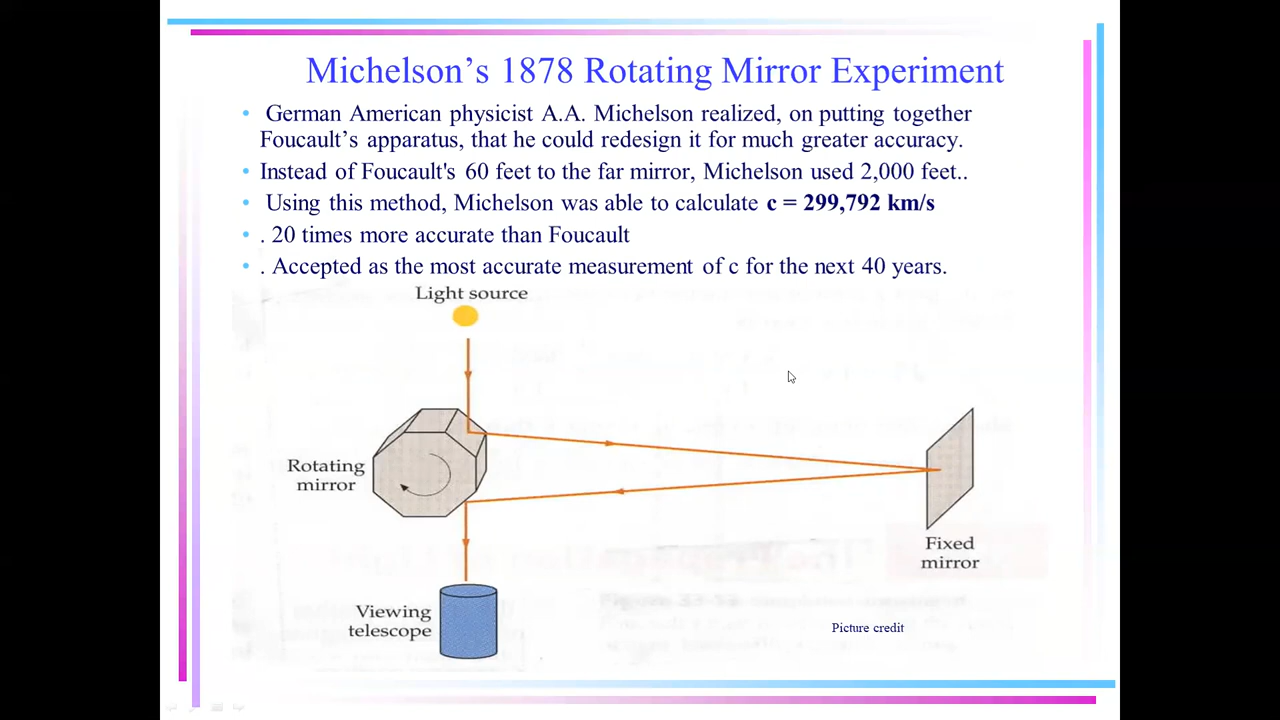 Michelson’s 1878 Rotating Mirror Experiment
• German American physicist A.A. Michelson realized, on putting together
Foucault’s apparatus, that he could redesign it for much greater accuracy.
• Instead of Foucault's 60 feet to the far mirror, Michelson used 2,000 feet..
• Using this method, Michelson was able to calculate c = 299,792 km/s
• . 20 times more accurate than Foucault
• . Accepted as the most accurate measurement of c for the next 40 years.
Light source
Rotating
mirror
Fixed
mirror
Viewing
telescope
Picture credit